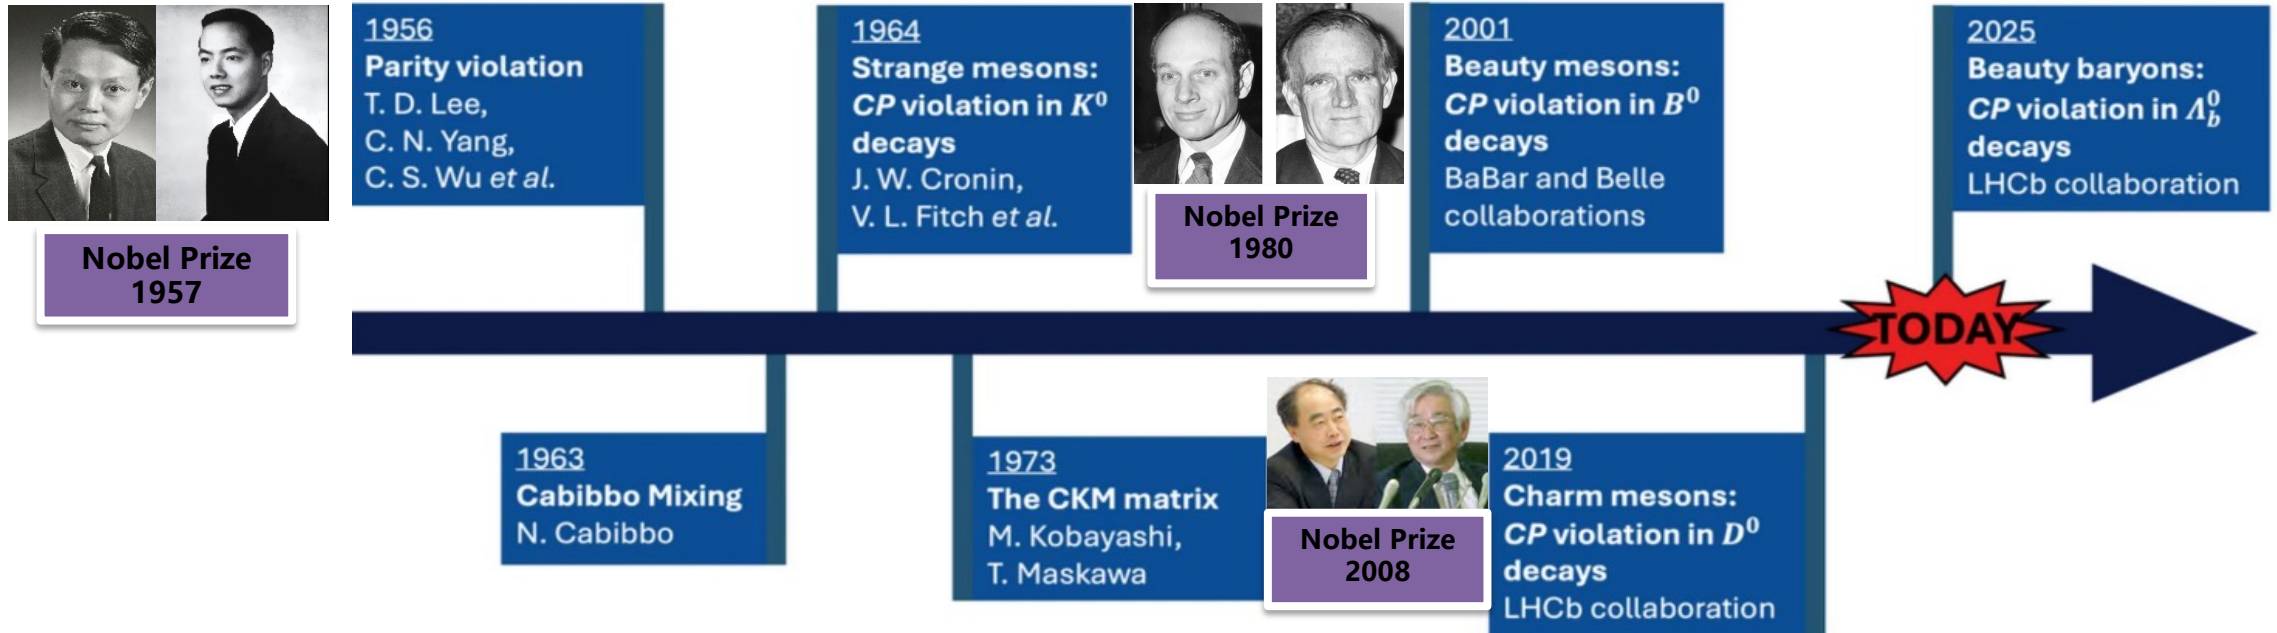 Nobel Prize
1957
1956
Parity violation
T. D. Lee,
C. N. Yang,
C. S. Wu et al.
1964
Strange mesons:
CP violation in K⁰
decays
J. W. Cronin,
V. L. Fitch et al.
Nobel Prize
1980
2001
Beauty mesons:
CP violation in B⁰
decays
BaBar and Belle
collaborations
2025
Beauty baryons:
CP violation in Λ_b^0
decays
LHCb collaboration
TODAY
1963
Cabibbo Mixing
N. Cabibbo
1973
The CKM matrix
M. Kobayashi,
T. Maskawa
Nobel Prize
2008
2019
Charm mesons:
CP violation in D⁰
decays
LHCb collaboration